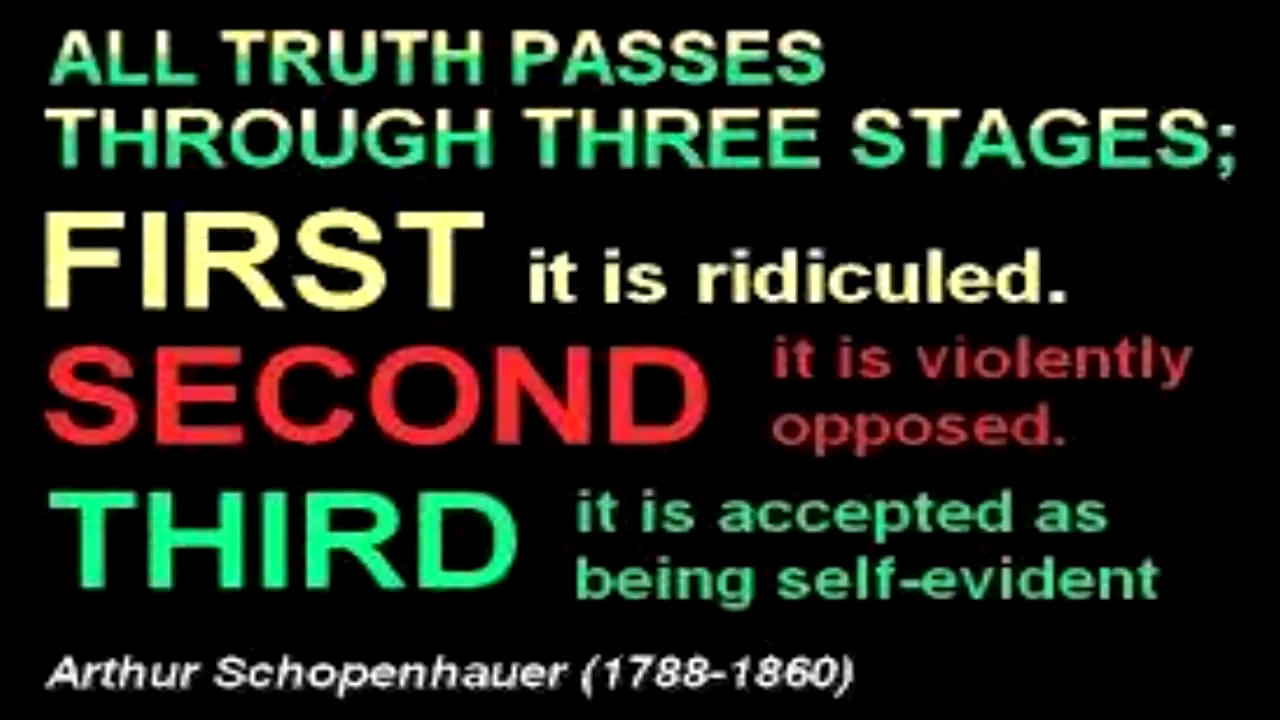 ALL TRUTH PASSES
THROUGH THREE STAGES;
FIRST it is ridiculed.
SECOND it is violently
opposed.
THIRD it is accepted as
being self-evident
Arthur Schopenhauer (1788-1860)